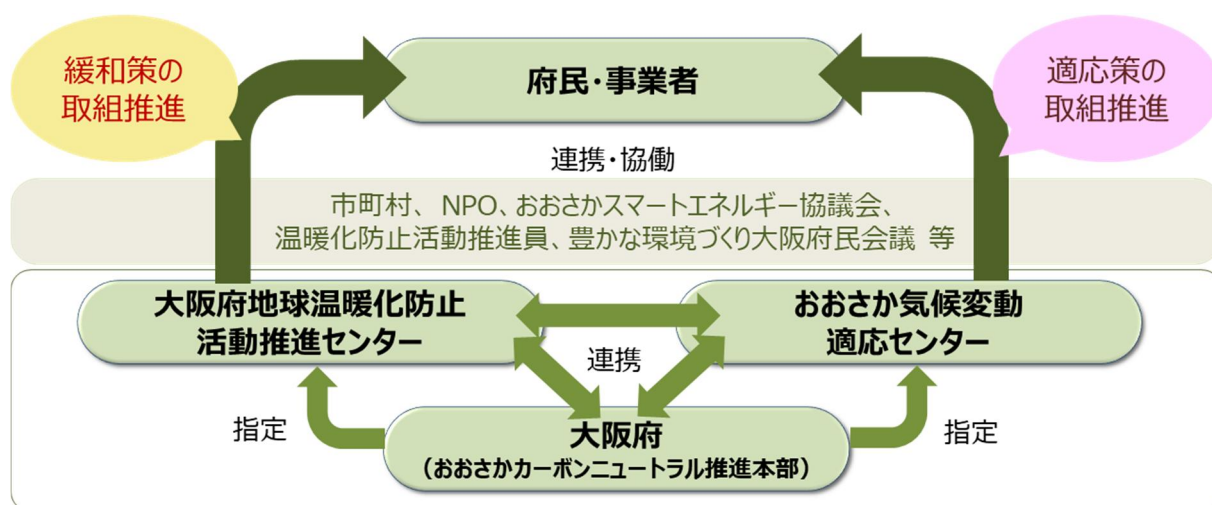 緩和策の
取組推進
府民・事業者
適応策の
取組推進
連携・協働
市町村、NPO、おおさかスマートエネルギー協議会、
温暖化防止活動推進員、豊かな環境づくり大阪府民会議 等
大阪府地球温暖化防止
活動推進センター
おおさか気候変動
適応センター
連携
指定
大阪府
（おおさかカーボンニュートラル推進本部）
指定